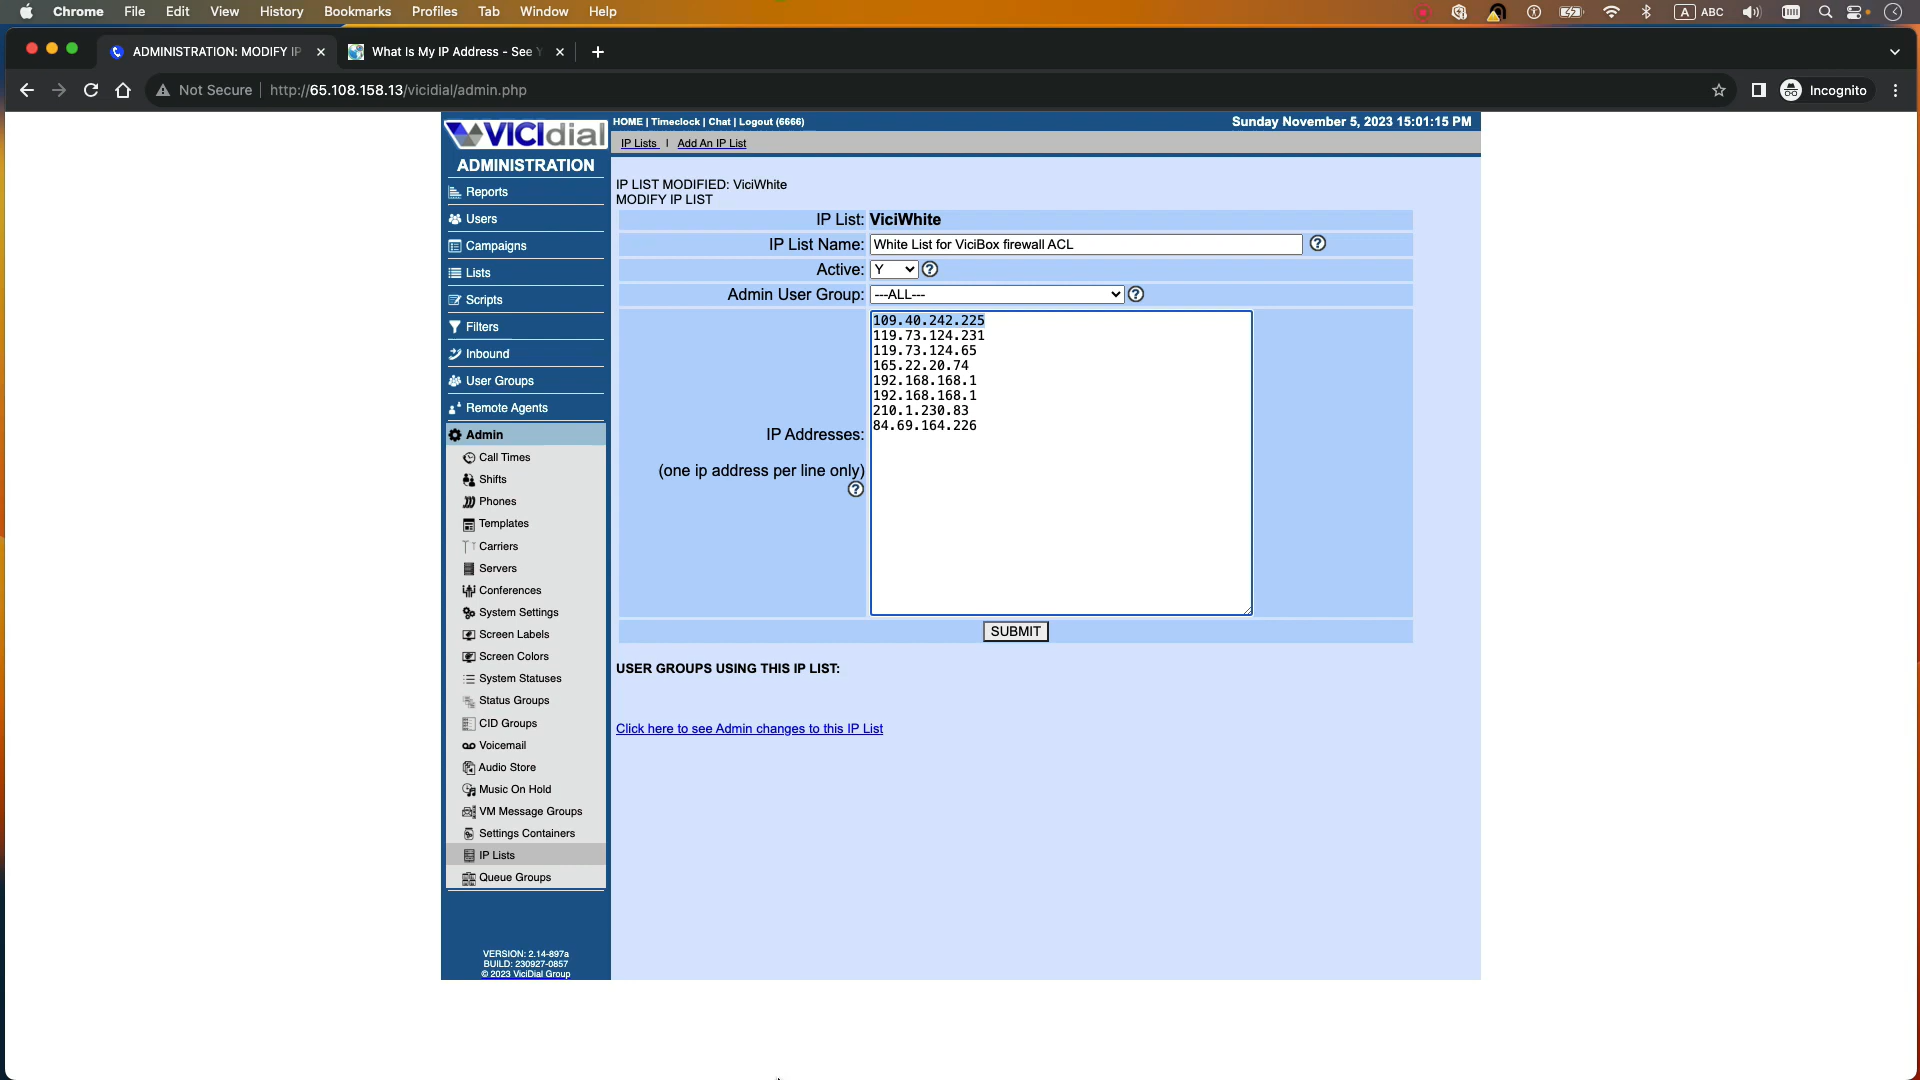 Chrome File Edit View History Bookmarks Profiles Tab Window Help A ABC
ADMINISTRATION: MODIFY IP
What Is My IP Address - See Y
Not Secure http://65.108.158.13/vicidial/admin.php Incognito
VICIdial
HOME | Timeclock | Chat | Logout (6666) Sunday November 5, 2023 15:01:15 PM
IP Lists | Add An IP List
ADMINISTRATION
Reports
Users
Campaigns
Lists
Scripts
Filters
Inbound
User Groups
Remote Agents
Admin
Call Times
Shifts
Phones
Templates
Carriers
Servers
Conferences
System Settings
Screen Labels
Screen Colors
System Statuses
Status Groups
CID Groups
Voicemail
Audio Store
Music On Hold
VM Message Groups
Settings Containers
IP Lists
Queue Groups
VERSION: 2.14-897a
BUILD: 230927-0857
© 2023 ViciDial Group
IP LIST MODIFIED: ViciWhite
MODIFY IP LIST
IP List: ViciWhite
IP List Name: White List for ViciBox firewall ACL
Active: Y
Admin User Group: ---ALL---
IP Addresses:
(one ip address per line only)
109.40.242.225
119.73.124.231
119.73.124.65
165.22.20.74
192.168.168.1
192.168.168.1
210.1.230.83
84.69.164.226
SUBMIT
USER GROUPS USING THIS IP LIST:
Click here to see Admin changes to this IP List